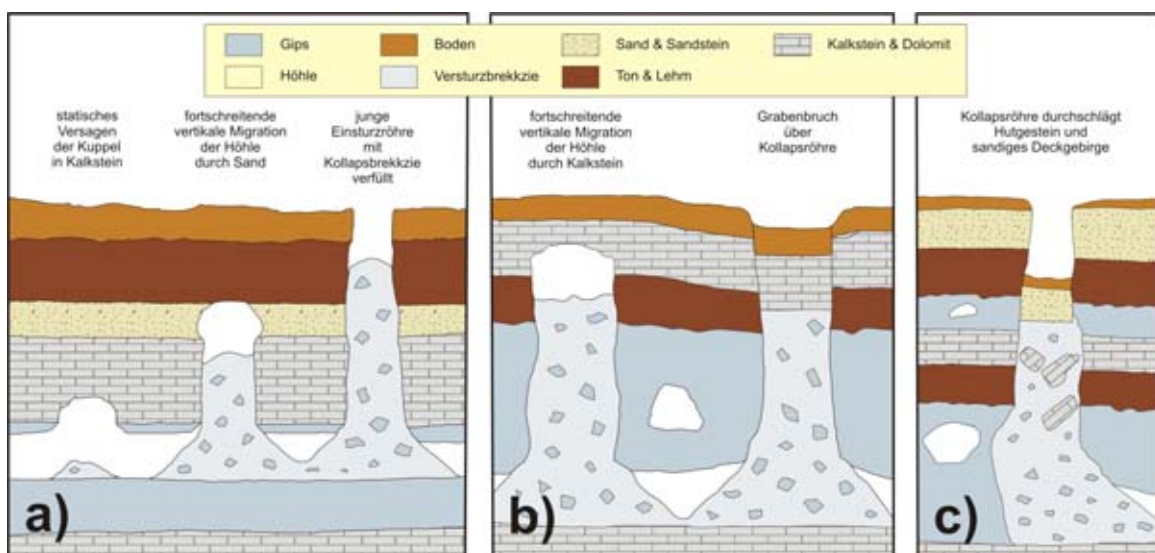 Gips
Boden
Sand & Sandstein
Kalkstein & Dolomit
Höhle
Versturzbrekkzie
Ton & Lehm
statisches
Versagen
der Kuppel
in Kalkstein
fortschreitende
vertikale Migration
der Höhle
durch Sand
junge
Einsturzröhre
mit
Kollapsbrekkzie
verfüllt
fortschreitende
vertikale Migration
der Höhle
durch Kalkstein
Grabenbruch
über
Kollapsröhre
Kollapsröhre durchschlägt
Hutgestein und
sandiges Deckgebirge
a)
b)
c)